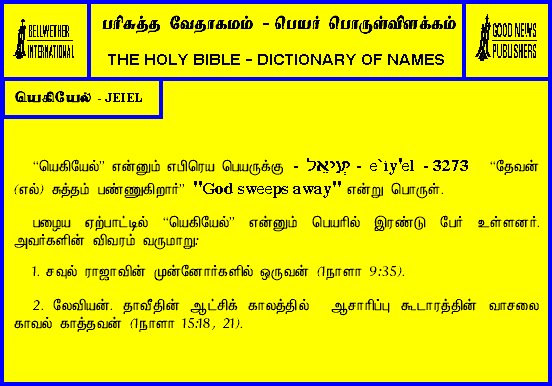 BELLWETHER
INTERNATIONAL
பரிசுத்த வேதாகமம் - பெயர் பொருள்விளக்கம்
THE HOLY BIBLE - DICTIONARY OF NAMES
GOOD NEWS
PUBLISHERS
யெகியேல் - JEIEL
“யெகியேல்” என்னும் எபிரெய பெயருக்கு - יְעִיאֵל - e`iy'el - 3273 “தேவன்
(எல்) சுத்தம் பண்ணுகிறார்” "God sweeps away" என்று பொருள்.
பழைய ஏற்பாட்டில் “யெகியேல்” என்னும் பெயரில் இரண்டு பேர் உள்ளனர்.
அவர்களின் விவரம் வருமாறு:
1. சவுல் ராஜாவின் முன்னோர்களில் ஒருவன் (1நாளா 9:35).
2. லேவியன். தாவீதின் ஆட்சிக் காலத்தில் ஆசாரிப்பு கூடாரத்தின் வாசலை
காவல் காத்தவன் (1நாளா 15:18, 21).